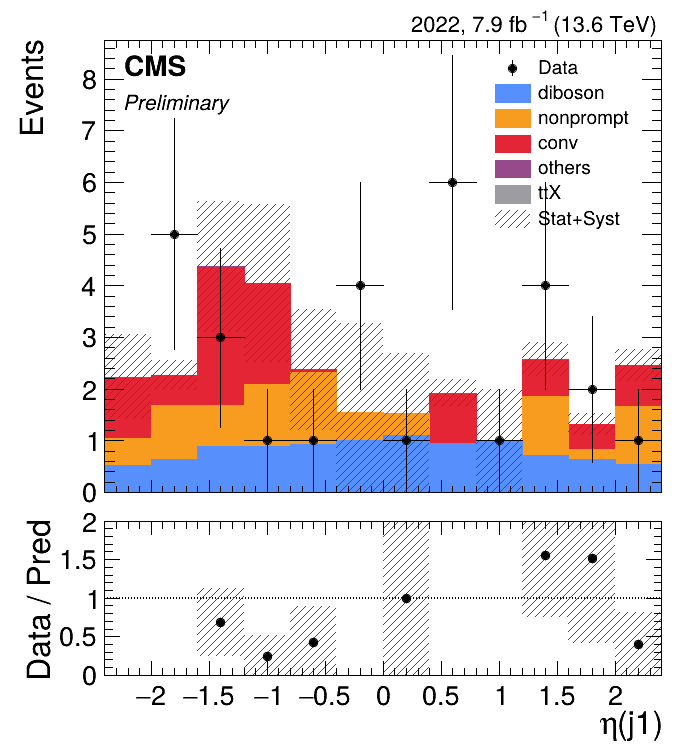 2022, 7.9 fb⁻¹ (13.6 TeV)
CMS
Preliminary
Events
Data
diboson
nonprompt
conv
others
ttX
Stat+Syst
8
7
6
5
4
3
2
1
0
Data / Pred
2
1.5
1
0.5
0
−2 −1.5 −1 −0.5 0 0.5 1 1.5 2
η(j1)